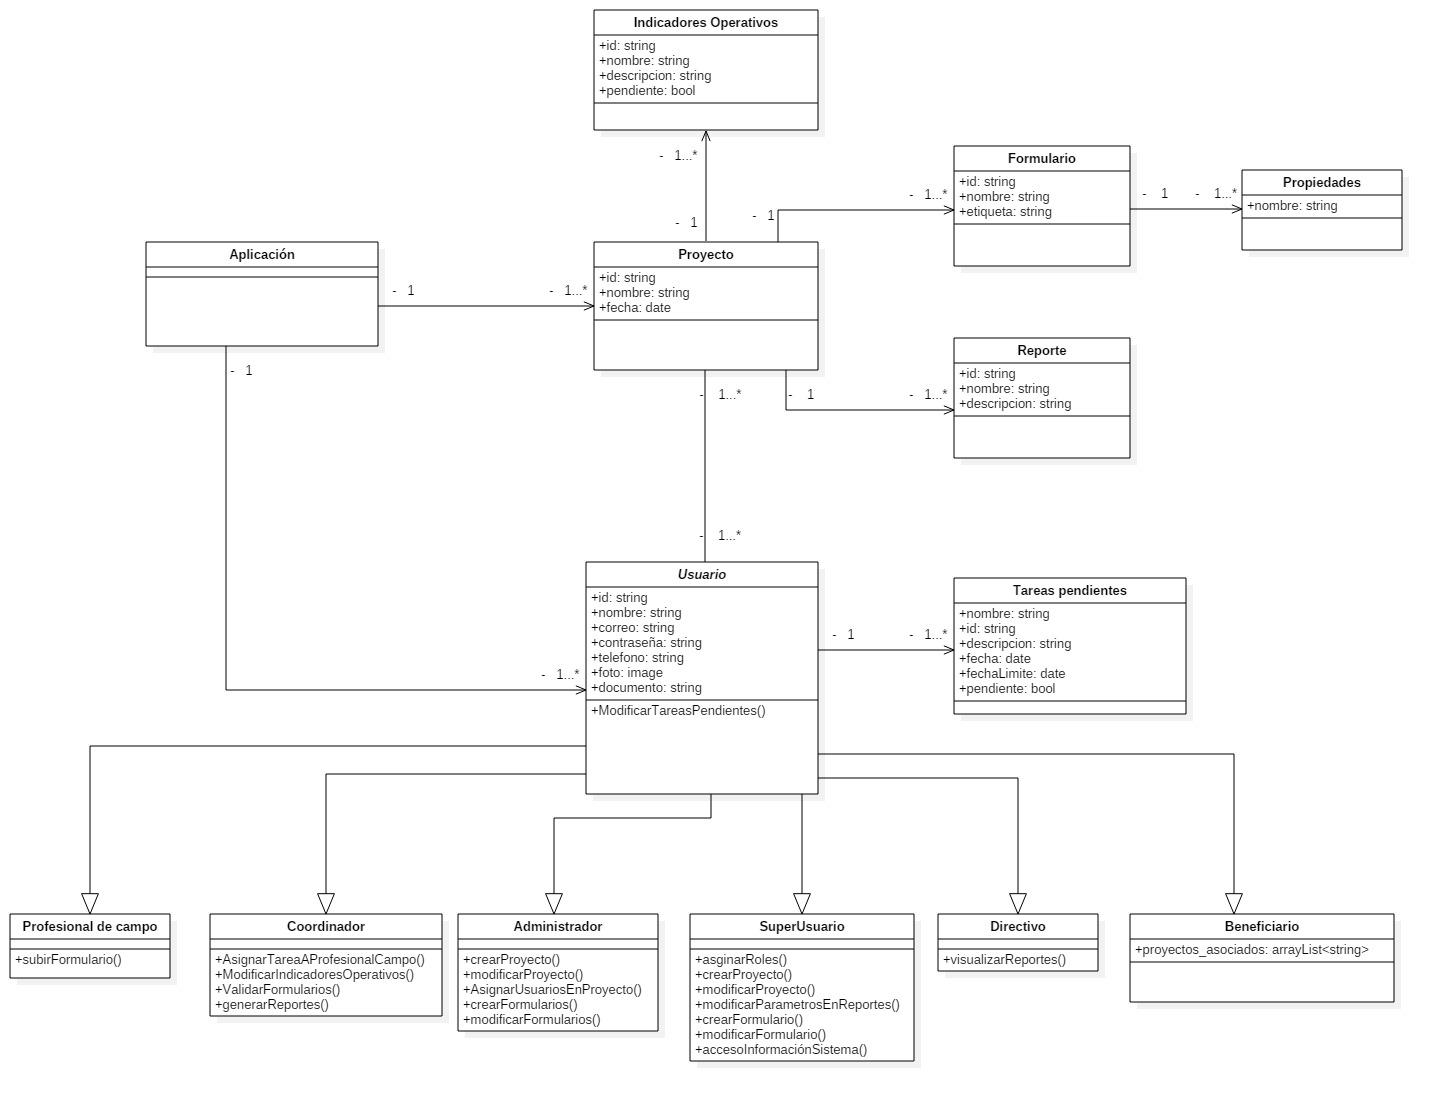 Indicadores Operativos
+id: string
+nombre: string
+descripcion: string
+pendiente: bool
- 1...*
- 1
Formulario
+id: string
+nombre: string
+etiqueta: string
- 1
- 1...*
- 1
- 1...*
Propiedades
+nombre: string
Aplicación
- 1
- 1...*
- 1
Proyecto
+id: string
+nombre: string
+fecha: date
- 1...*
- 1
- 1...*
Reporte
+id: string
+nombre: string
+descripcion: string
- 1...*
Usuario
+id: string
+nombre: string
+correo: string
+contraseña: string
+telefono: string
+foto: image
+documento: string
+ModificarTareasPendientes()
- 1...*
- 1
- 1...*
Tareas pendientes
+nombre: string
+id: string
+descripcion: string
+fecha: date
+fechaLimite: date
+pendiente: bool
Profesional de campo
+subirFormulario()
Coordinador
+AsignarTareaAProfesionalCampo()
+ModificarIndicadoresOperativos()
+ValidarFormularios()
+generarReportes()
Administrador
+crearProyecto()
+modificarProyecto()
+AsignarUsuariosEnProyecto()
+crearFormularios()
+modificarFormularios()
SuperUsuario
+asginarRoles()
+crearProyecto()
+modificarProyecto()
+modificarParametrosEnReportes()
+crearFormulario()
+modificarFormulario()
+accesoInformaciónSistema()
Directivo
+visualizarReportes()
Beneficiario
+proyectos_asociados: arrayList<string>